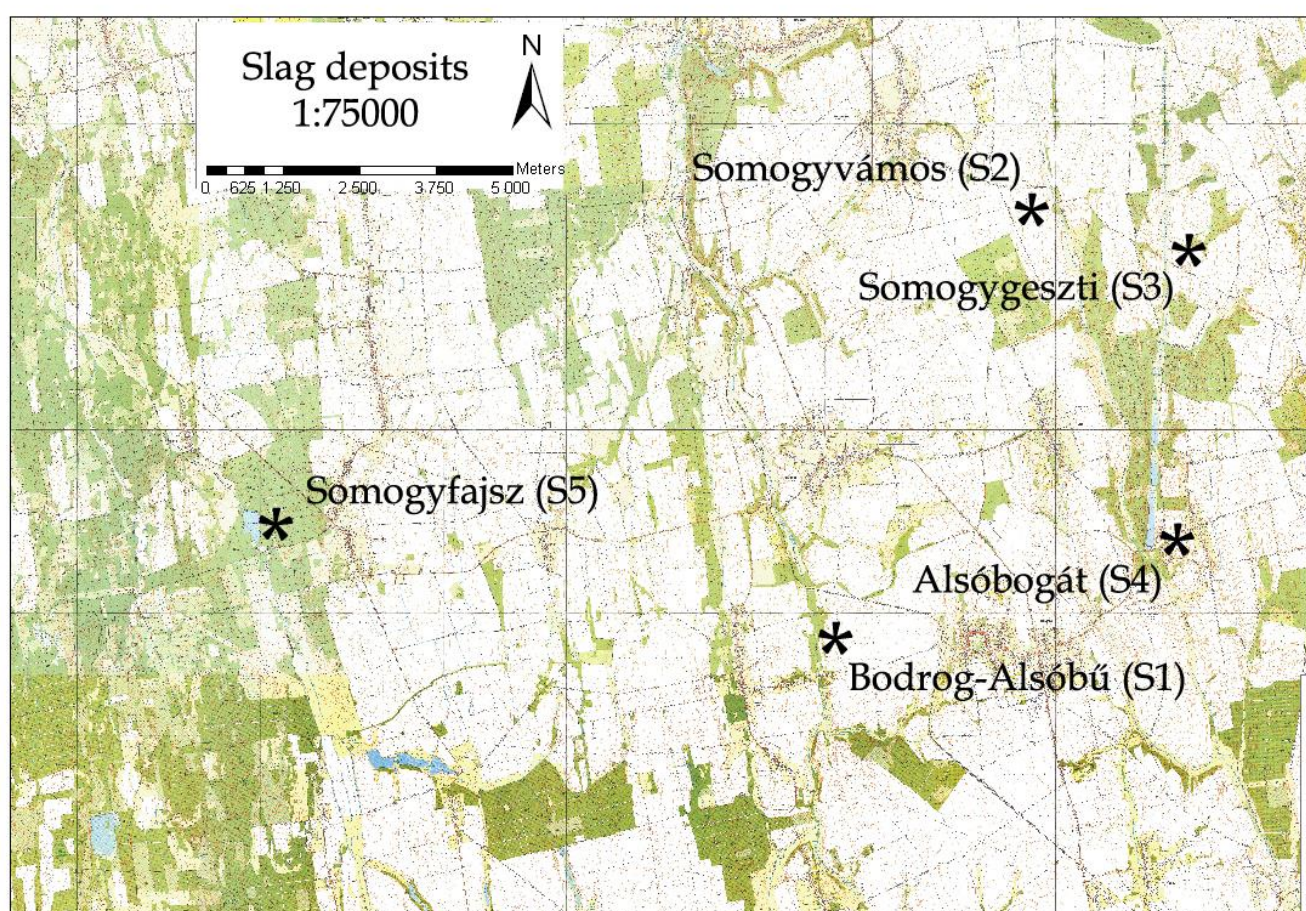 Slag deposits
1:75000
N
Meters
0 625 1 250 2 500 3 750 5 000
Somogyvámos (S2)
Somogygeszti (S3)
Somogyfajsz (S5)
Alsóbogát (S4)
Bodrog-Alsóbű (S1)